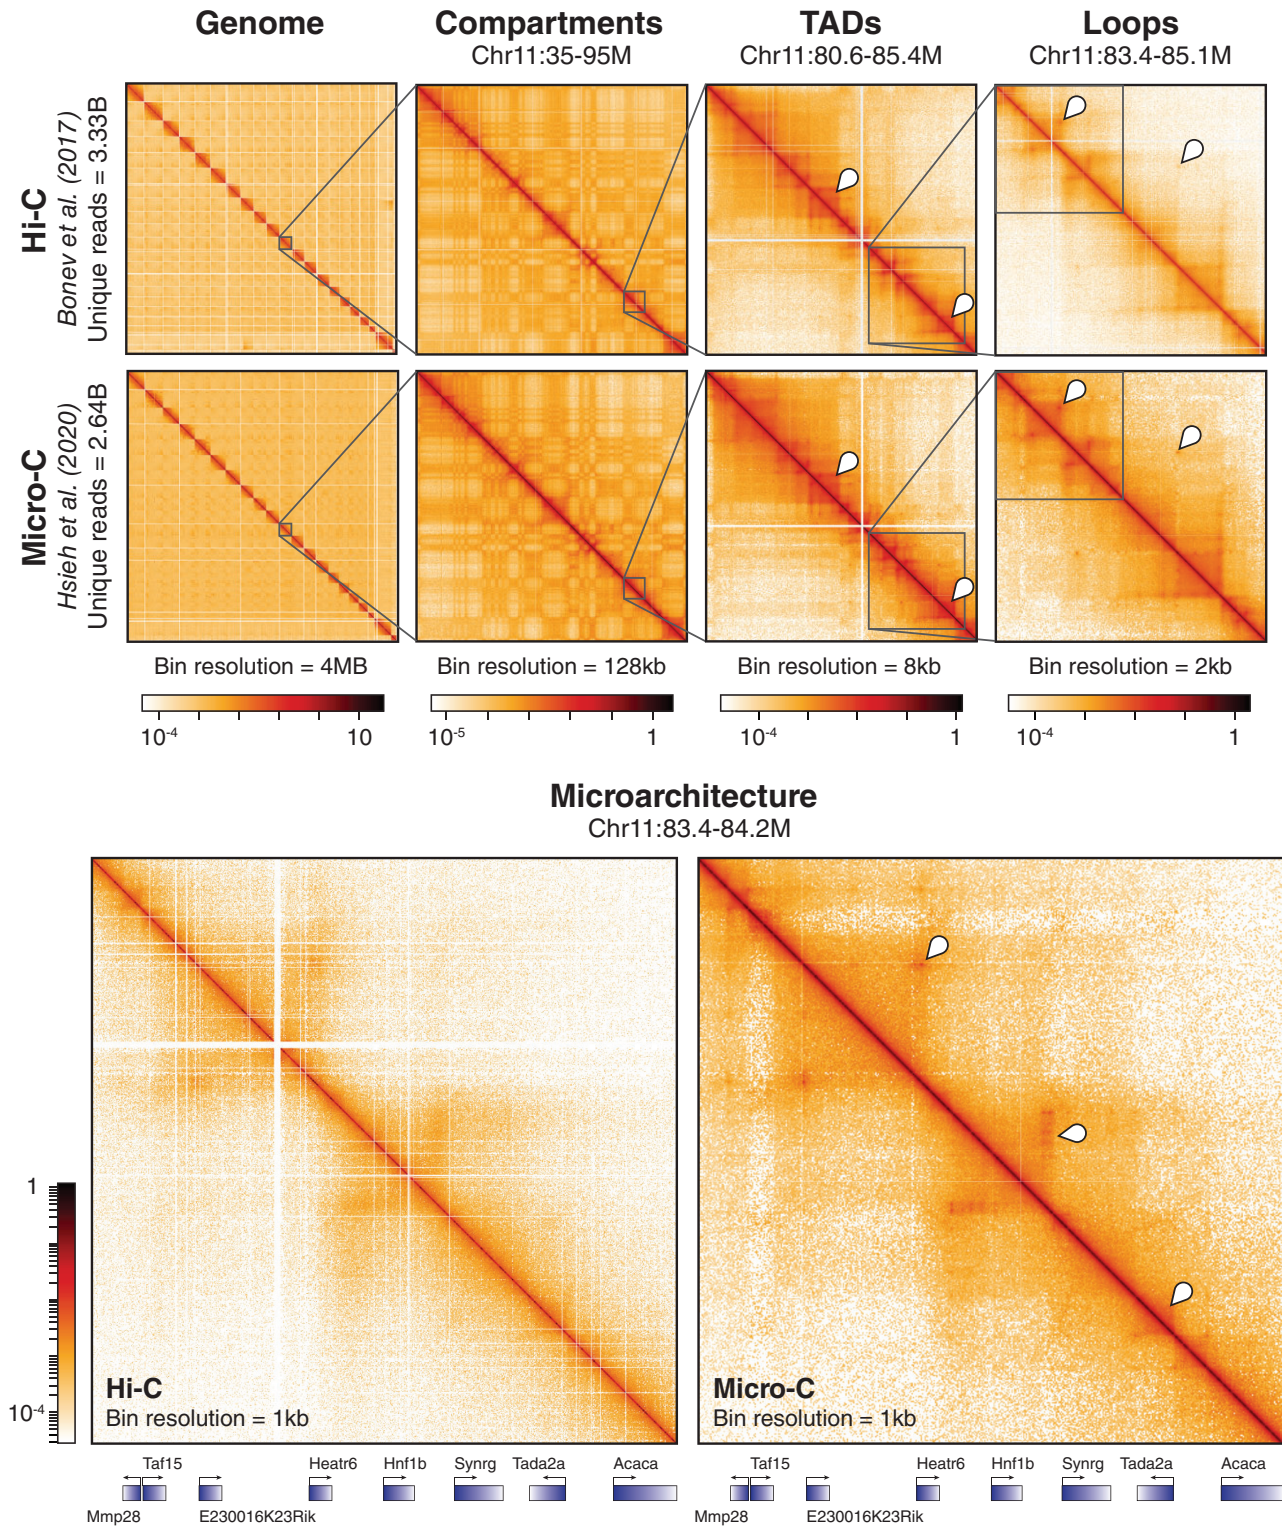 Genome
Compartments
Chr11:35-95M
TADs
Chr11:80.6-85.4M
Loops
Chr11:83.4-85.1M
Hi-C
Bonev et al. (2017)
Unique reads = 3.33B
Micro-C
Hsieh et al. (2020)
Unique reads = 2.64B
Bin resolution = 4MB
Bin resolution = 128kb
Bin resolution = 8kb
Bin resolution = 2kb
10-4 10
10-5 1
10-4 1
10-4 1
Microarchitecture
Chr11:83.4-84.2M
1
10-4
Hi-C
Bin resolution = 1kb
Micro-C
Bin resolution = 1kb
Taf15 Heatr6 Hnf1b Synrg Tada2a Acaca
Mmp28 E230016K23Rik
Taf15 Heatr6 Hnf1b Synrg Tada2a Acaca
Mmp28 E230016K23Rik